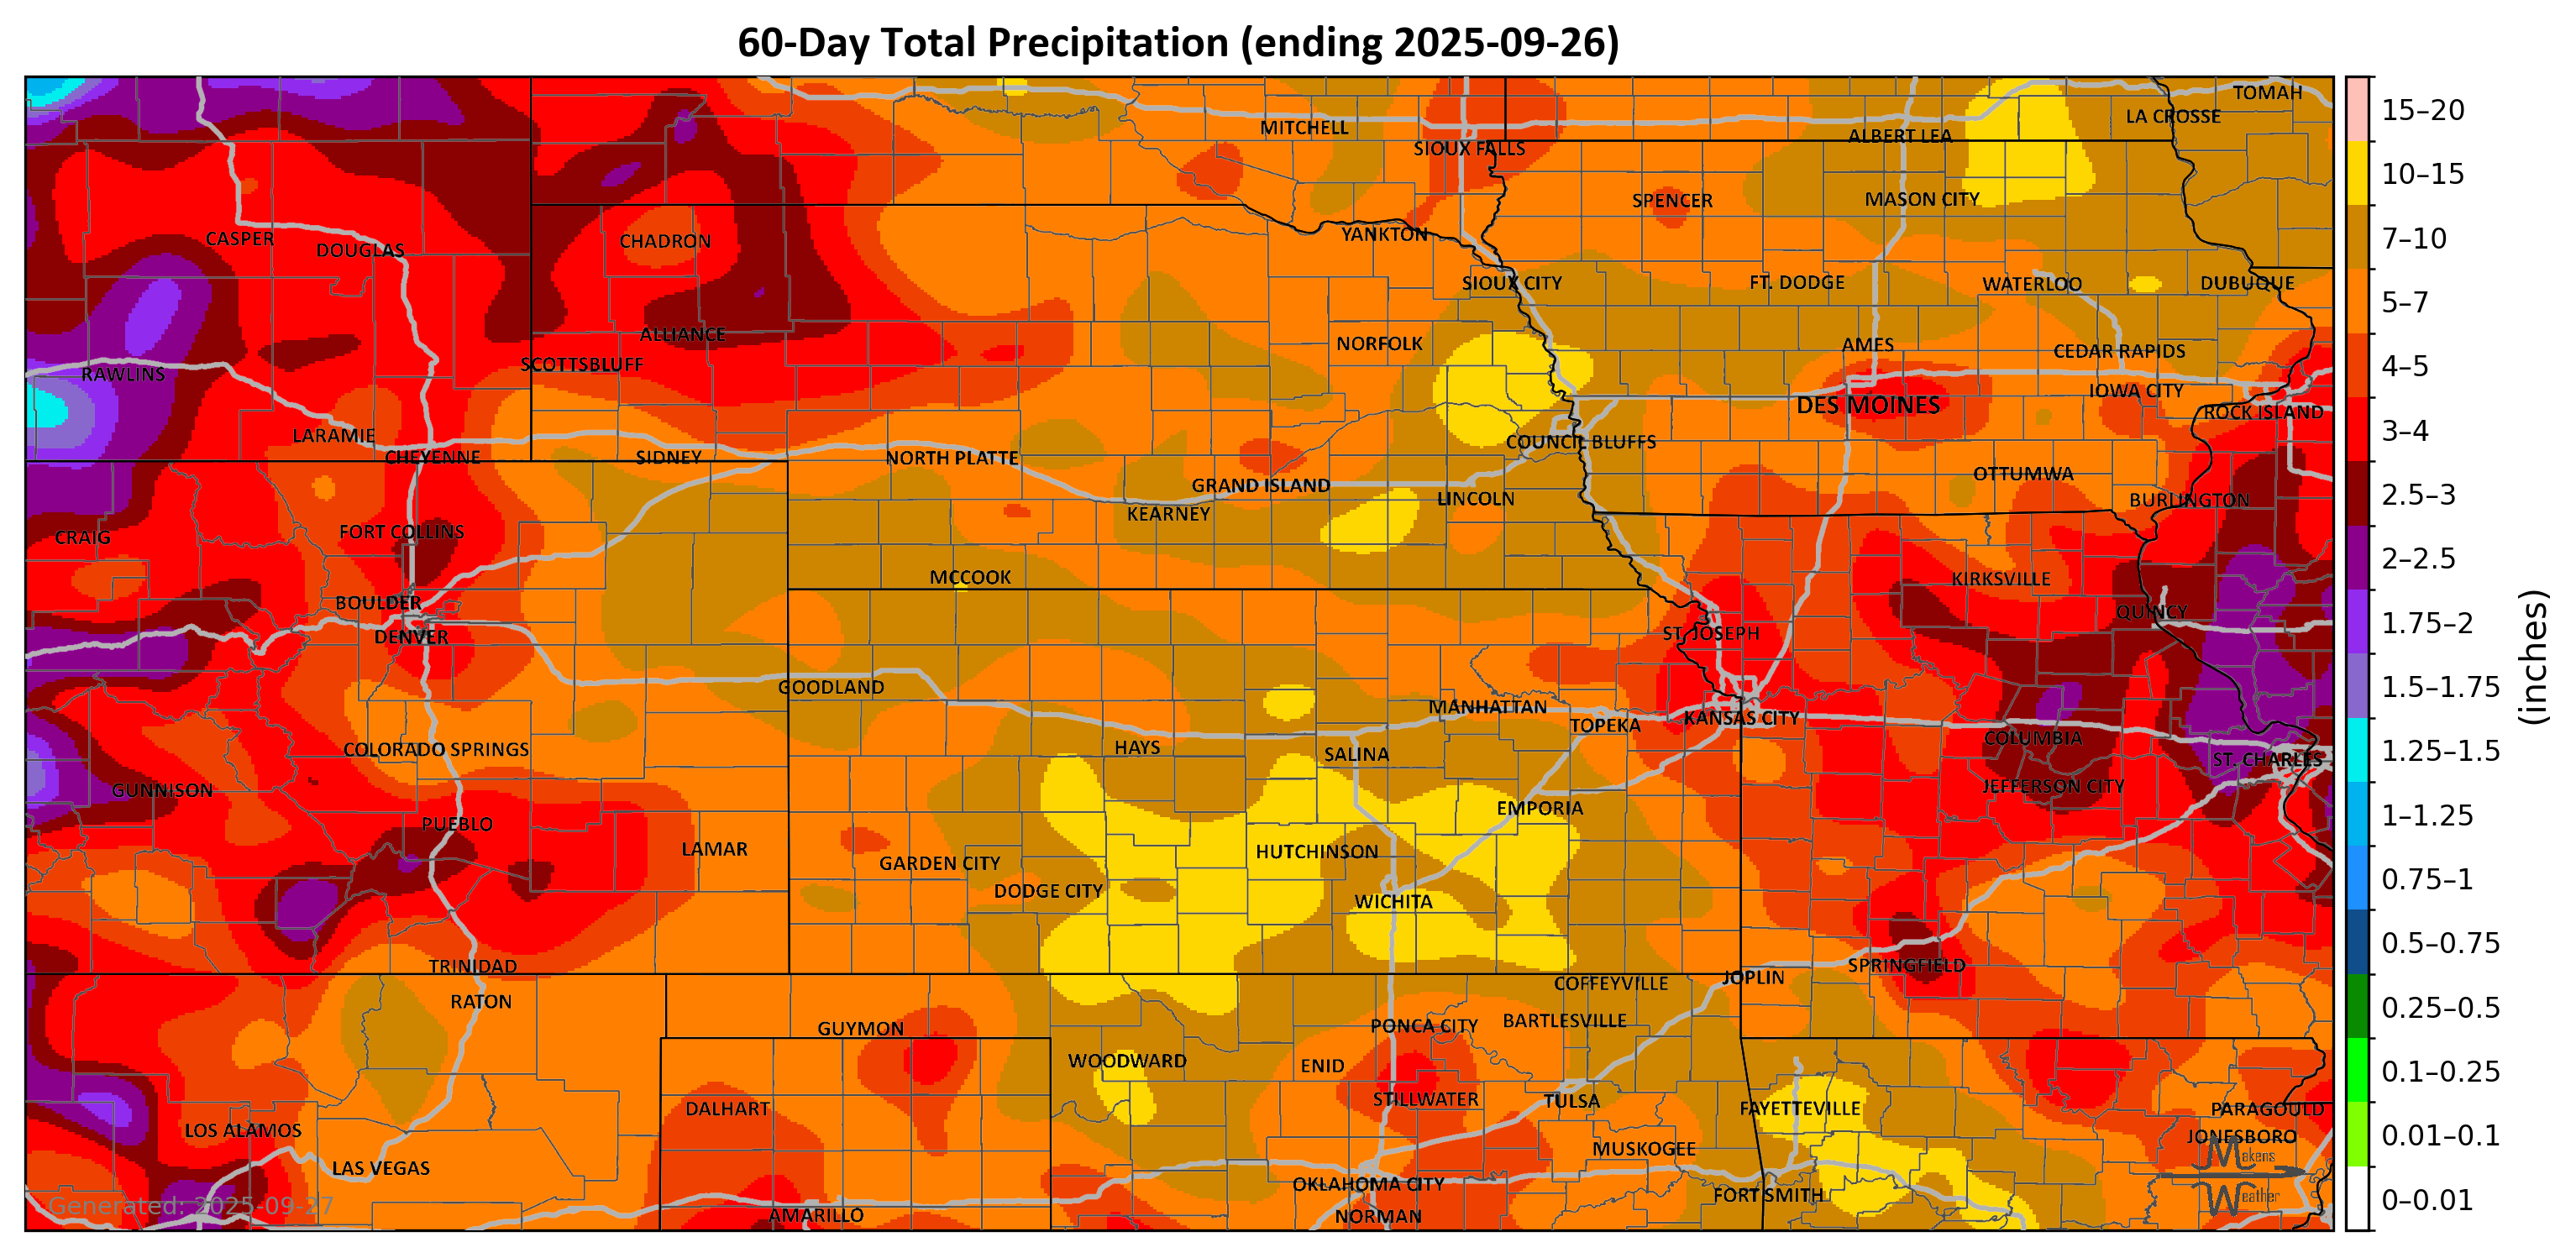 60-Day Total Precipitation (ending 2025-09-26)
TOMAH
LA CROSSE
MITCHELL
ALBERT LEA
SIOUX FALLS
SPENCER
MASON CITY
YANKTON
CASPER
CHADRON
DOUGLAS
SIOUX CITY
FT. DODGE
WATERLOO
DUBUQUE
ALLIANCE
NORFOLK
AMES
CEDAR RAPIDS
SCOTTSBLUFF
RAWLINS
IOWA CITY
DES MOINES
ROCK ISLAND
LARAMIE
COUNCIL BLUFFS
CHEYENNE
SIDNEY
NORTH PLATTE
OTTUMWA
GRAND ISLAND
LINCOLN
BURLINGTON
KEARNEY
FORT COLLINS
CRAIG
MCCOOK
KIRKSVILLE
BOULDER
QUINCY
DENVER
ST. JOSEPH
GOODLAND
MANHATTAN
KANSAS CITY
TOPEKA
COLUMBIA
HAYS
COLORADO SPRINGS
SALINA
ST. CHARLES
GUNNISON
JEFFERSON CITY
EMPORIA
PUEBLO
LAMAR
HUTCHINSON
GARDEN CITY
DODGE CITY
WICHITA
TRINIDAD
SPRINGFIELD
JOPLIN
COFFEYVILLE
RATON
BARTLESVILLE
GUYMON
PONCA CITY
WOODWARD
ENID
STILLWATER
TULSA
DALHART
FAYETTEVILLE
PARAGOULD
LOS ALAMOS
JONESBORO
MUSKOGEE
Makens
LAS VEGAS
OKLAHOMA CITY
FORT SMITH
Weather
Generated: 2025-09-27
AMARILLO
NORMAN
15–20
10–15
7–10
5–7
4–5
3–4
2.5–3
2–2.5
1.75–2
1.5–1.75
1.25–1.5
1–1.25
0.75–1
0.5–0.75
0.25–0.5
0.1–0.25
0.01–0.1
0–0.01
(inches)